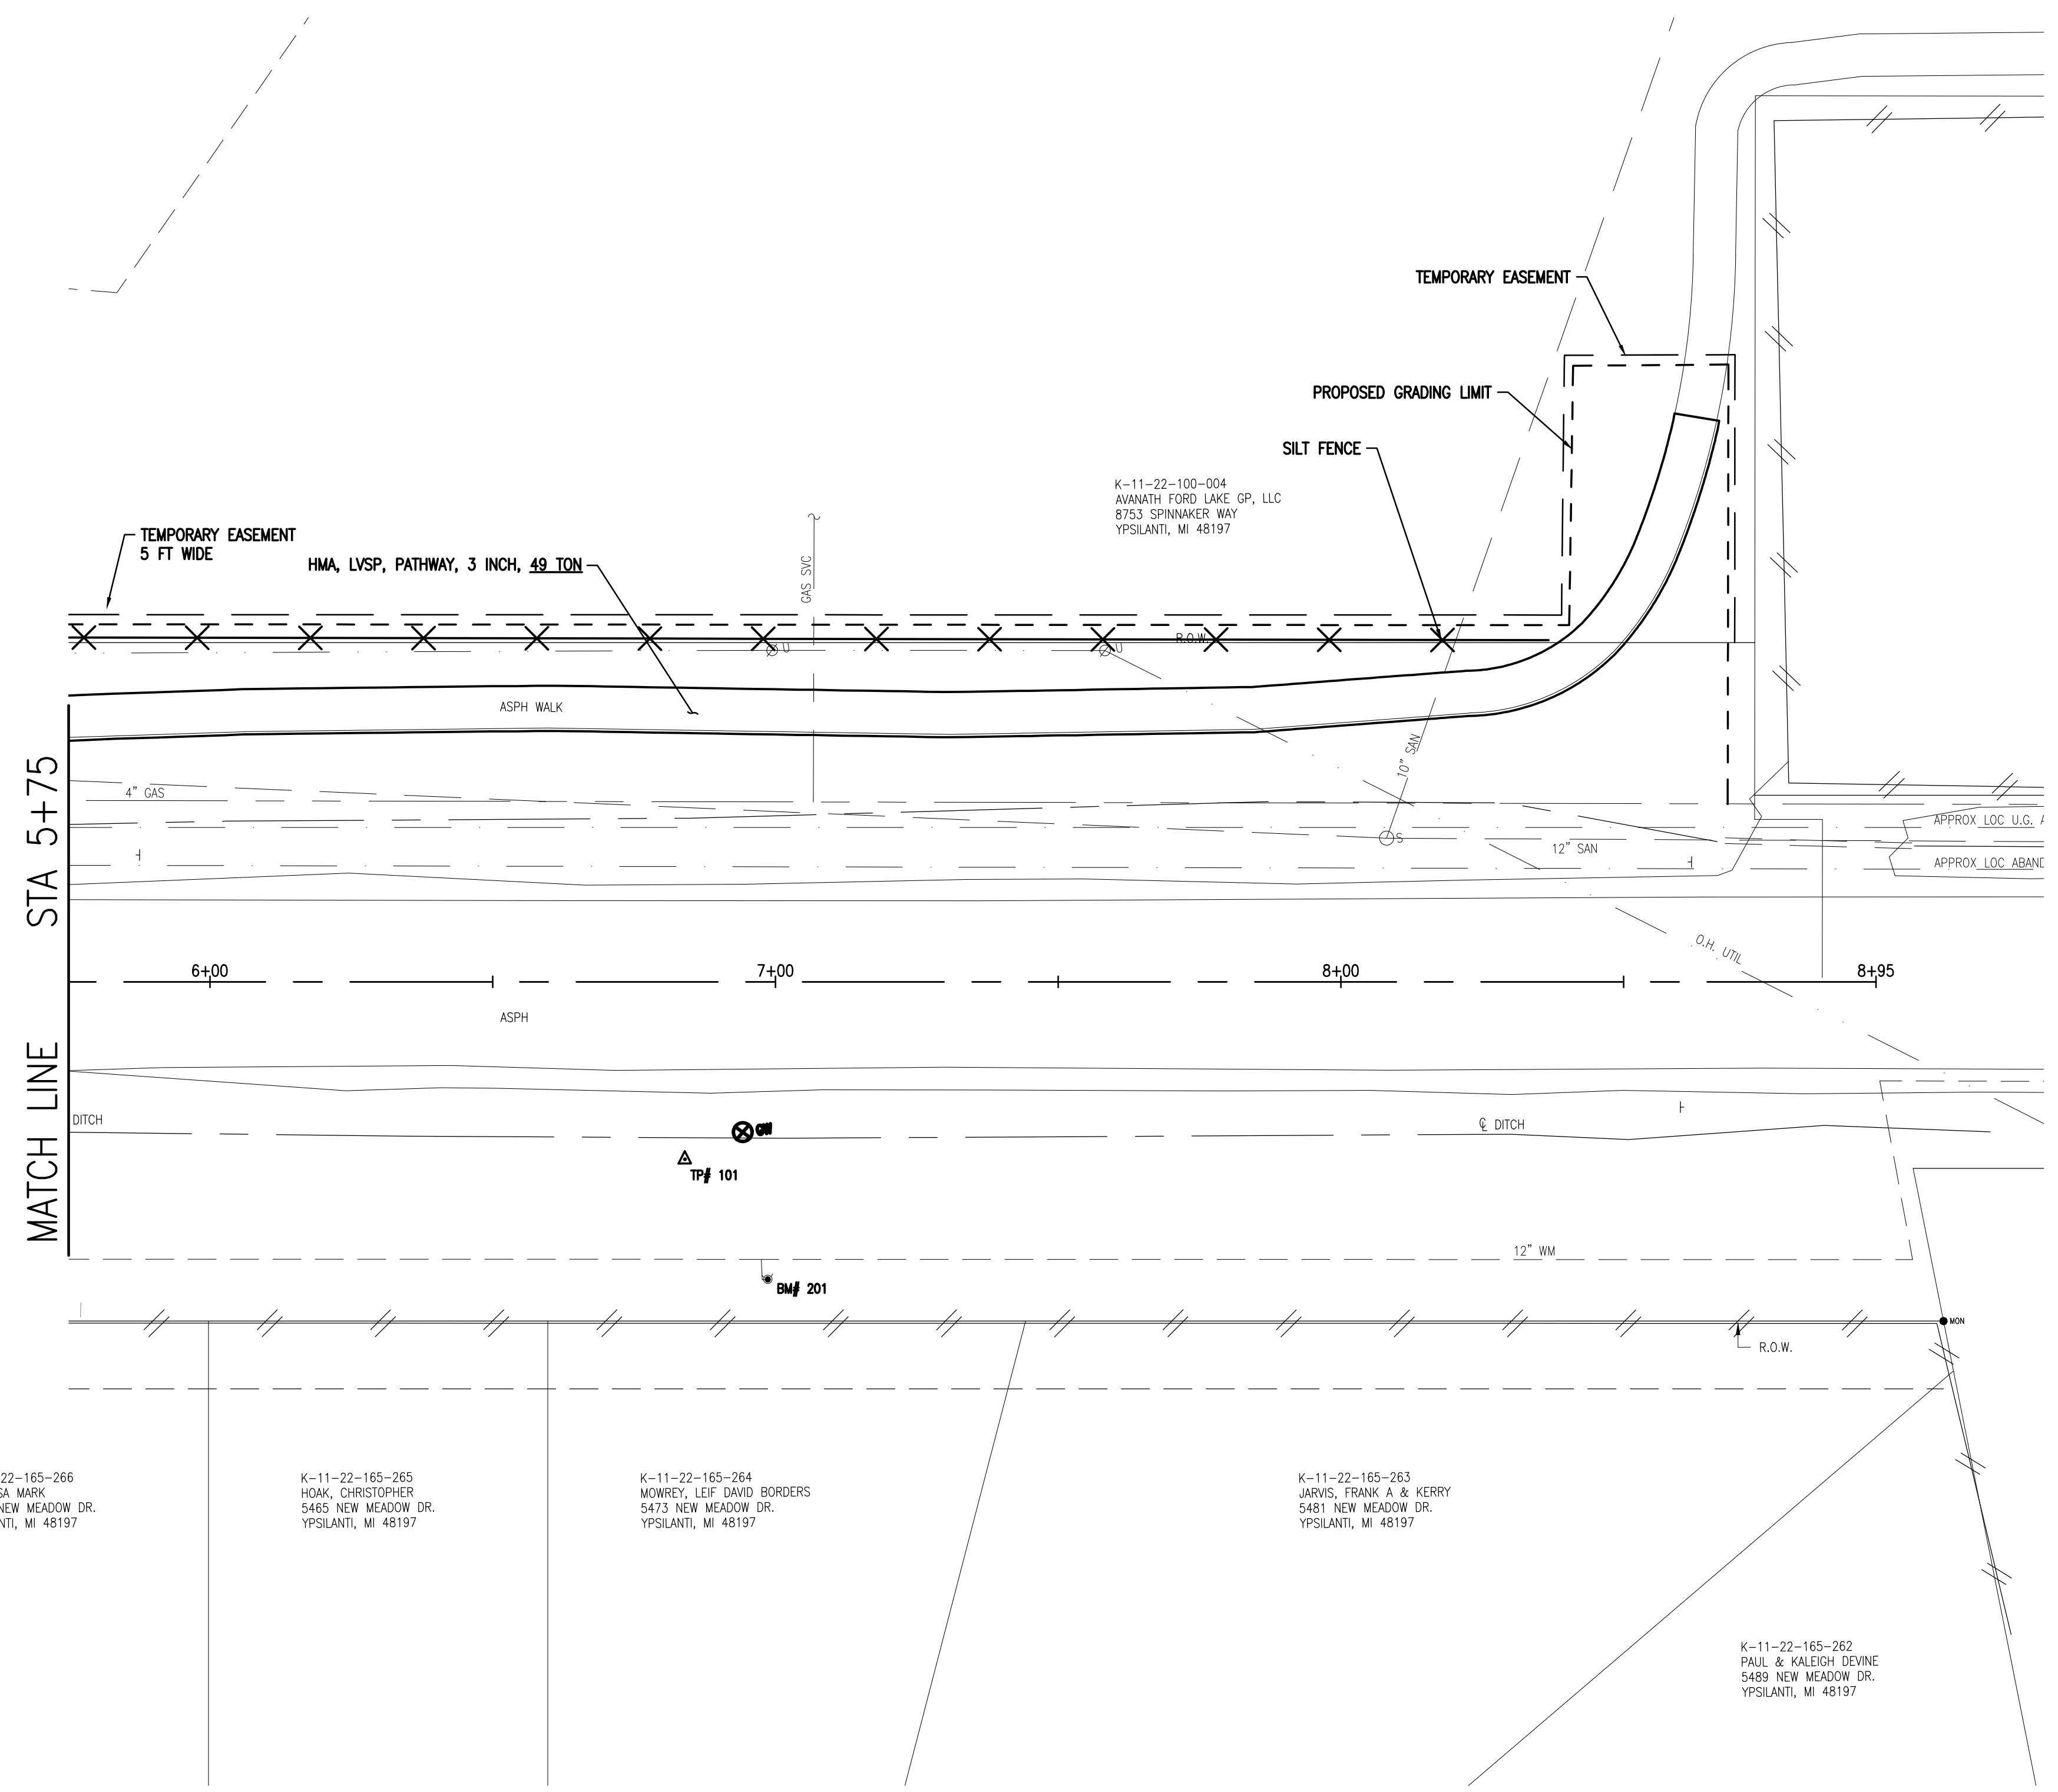 TEMPORARY EASEMENT
PROPOSED GRADING LIMIT
SILT FENCE
K-11-22-100-004
AVANATH FORD LAKE GP, LLC
8753 SPINNAKER WAY
YPSILANTI, MI 48197
TEMPORARY EASEMENT
5 FT WIDE
HMA, LVSP, PATHWAY, 3 INCH, 49 TON
GAS SVC
R.O.W.
U
U
ASPH WALK
10" SAN
4" GAS
S
12" SAN
APPROX LOC U.G. A
APPROX LOC ABAND
MATCH LINE STA 5+75
O.H. UTIL
6+00
7+00
8+00
8+95
ASPH
DITCH
GW
℄ DITCH
TP# 101
12" WM
BM# 201
MON
R.O.W.
22-165-266
SA MARK
NEW MEADOW DR.
NTI, MI 48197
K-11-22-165-265
HOAK, CHRISTOPHER
5465 NEW MEADOW DR.
YPSILANTI, MI 48197
K-11-22-165-264
MOWREY, LEIF DAVID BORDERS
5473 NEW MEADOW DR.
YPSILANTI, MI 48197
K-11-22-165-263
JARVIS, FRANK A & KERRY
5481 NEW MEADOW DR.
YPSILANTI, MI 48197
K-11-22-165-262
PAUL & KALEIGH DEVINE
5489 NEW MEADOW DR.
YPSILANTI, MI 48197